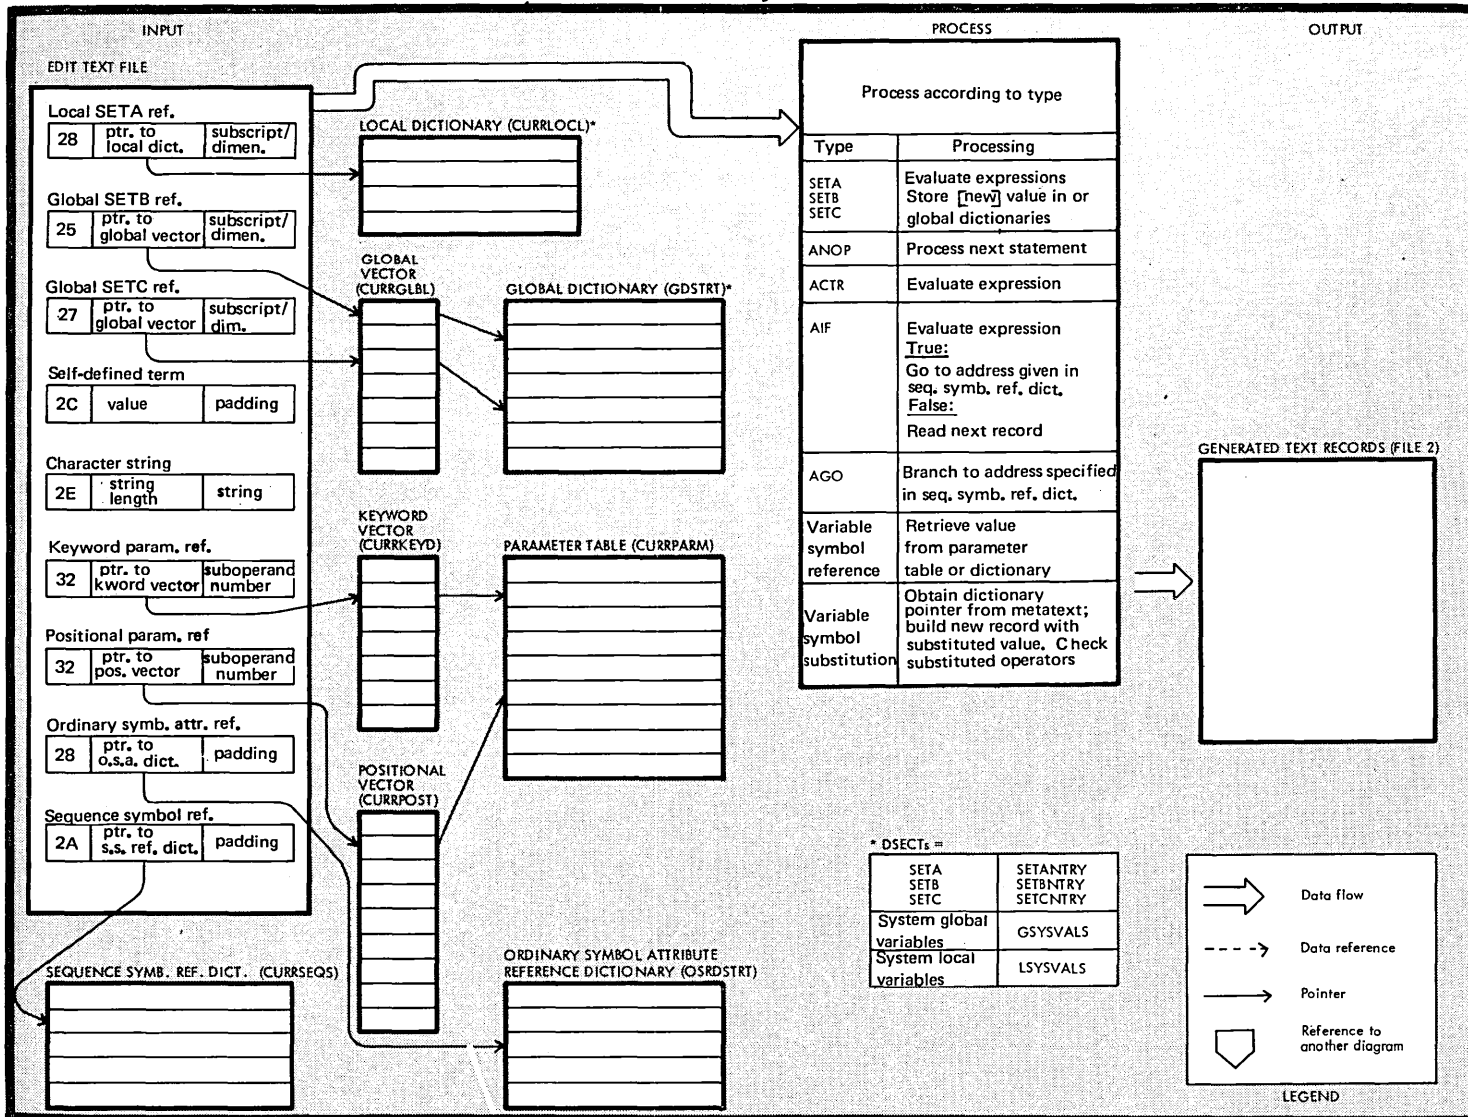 INPUT
PROCESS
OUTPUT
EDIT TEXT FILE
Local SETA ref.
28
ptr. to
local dict.
subscript/
dimen.
Global SETB ref.
25
ptr. to
global vector
subscript/
dimen.
Global SETC ref.
27
ptr. to
global vector
subscript/
dim.
Self-defined term
2C
value
padding
Character string
2E
string
length
string
Keyword param. ref.
32
ptr. to
kword vector
suboperand
number
Positional param. ref
32
ptr. to
pos. vector
suboperand
number
Ordinary symb. attr. ref.
28
ptr. to
o.s.a. dict.
padding
Sequence symbol ref.
2A
ptr. to
s.s. ref. dict.
padding
SEQUENCE SYMB. REF. DICT. (CURRSEQS)
LOCAL DICTIONARY (CURRLOCL)*
GLOBAL
VECTOR
(CURRGLBL)
GLOBAL DICTIONARY (GDSTRT)*
KEYWORD
VECTOR
(CURRKEYD)
PARAMETER TABLE (CURRPARM)
POSITIONAL
VECTOR
(CURRPOST)
ORDINARY SYMBOL ATTRIBUTE
REFERENCE DICTIONARY (OSRDSTRT)
Process according to type
Type
Processing
SETA
SETB
SETC
Evaluate expressions
Store [new] value in or
global dictionaries
ANOP
Process next statement
ACTR
Evaluate expression
AIF
Evaluate expression
True:
Go to address given in
seq. symb. ref. dict.
False:
Read next record
AGO
Branch to address specified
in seq. symb. ref. dict.
Variable
symbol
reference
Retrieve value
from parameter
table or dictionary
Variable
symbol
substitution
Obtain dictionary
pointer from metatext;
build new record with
substituted value. Check
substituted operators
GENERATED TEXT RECORDS (FILE 2)
* DSECTs =
SETA
SETB
SETC
SETANTRY
SETBNTRY
SETCNTRY
System global
variables
GSYSVALS
System local
variables
LSYSVALS
Data flow
Data reference
Pointer
Reference to
another diagram
LEGEND